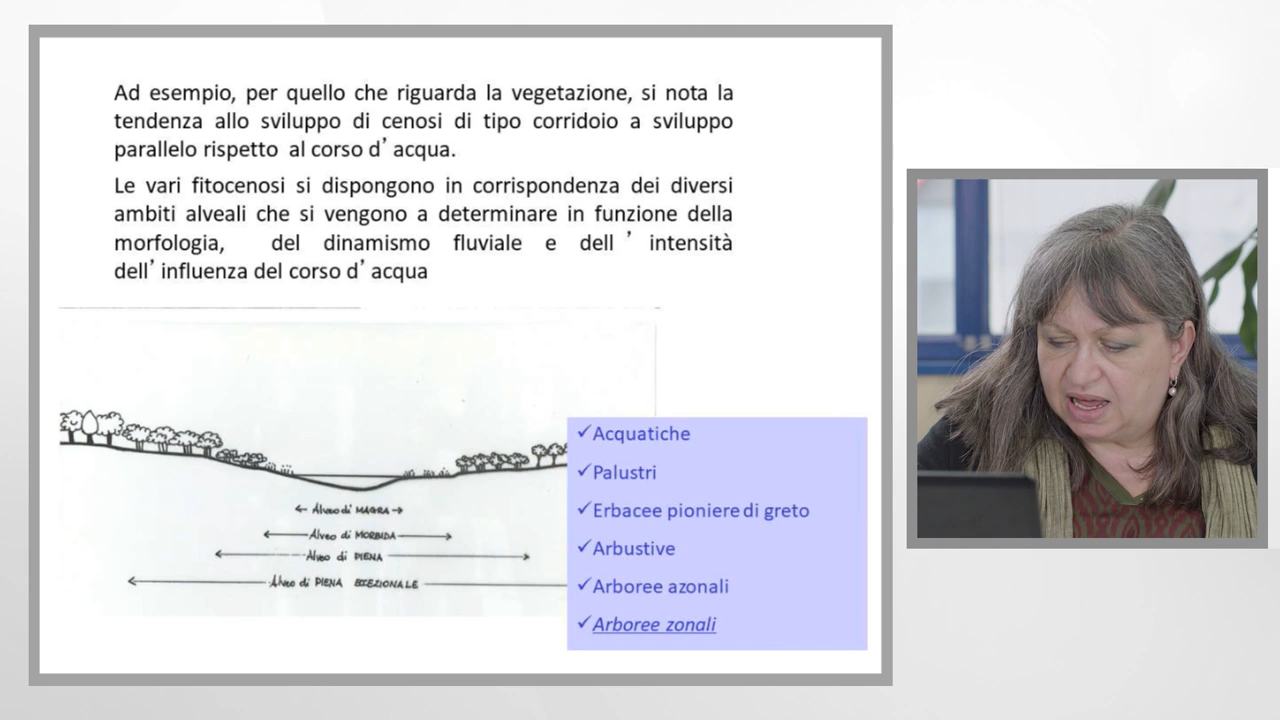 Ad esempio, per quello che riguarda la vegetazione, si nota la
tendenza allo sviluppo di cenosi di tipo corridoio a sviluppo
parallelo rispetto al corso d’acqua.
Le vari fitocenosi si dispongono in corrispondenza dei diversi
ambiti alveali che si vengono a determinare in funzione della
morfologia, del dinamismo fluviale e dell’intensità
dell’influenza del corso d’acqua
Alveo di MAGRA
Alveo di MORBIDA
Alveo di PIENA
Alveo di PIENA ECCEZIONALE
✓Acquatiche
✓Palustri
✓Erbacee pioniere di greto
✓Arbustive
✓Arboree azonali
✓Arboree zonali